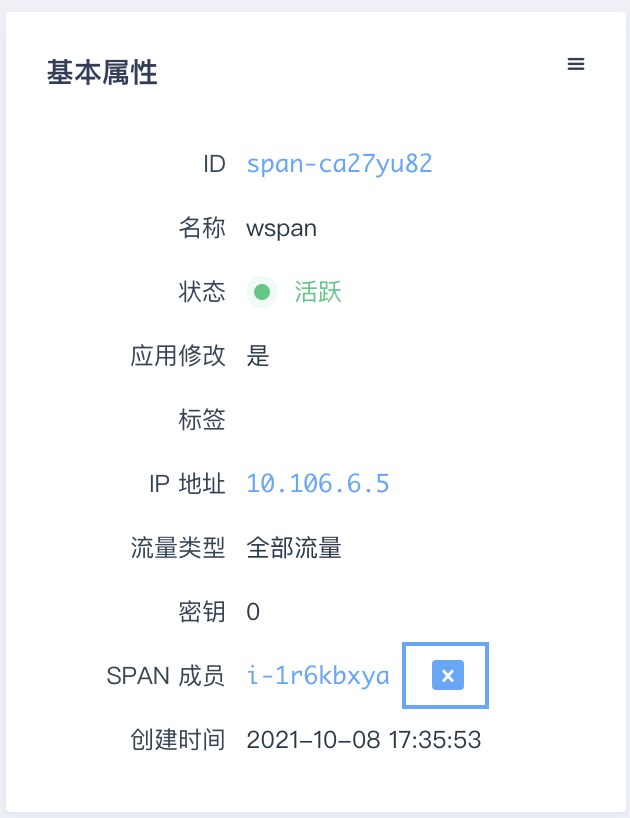 基本属性
ID span-ca27yu82
名称 wspan
状态 活跃
应用修改 是
标签
IP 地址 10.106.6.5
流量类型 全部流量
密钥 0
SPAN 成员 i-1r6kbxya x
创建时间 2021-10-08 17:35:53